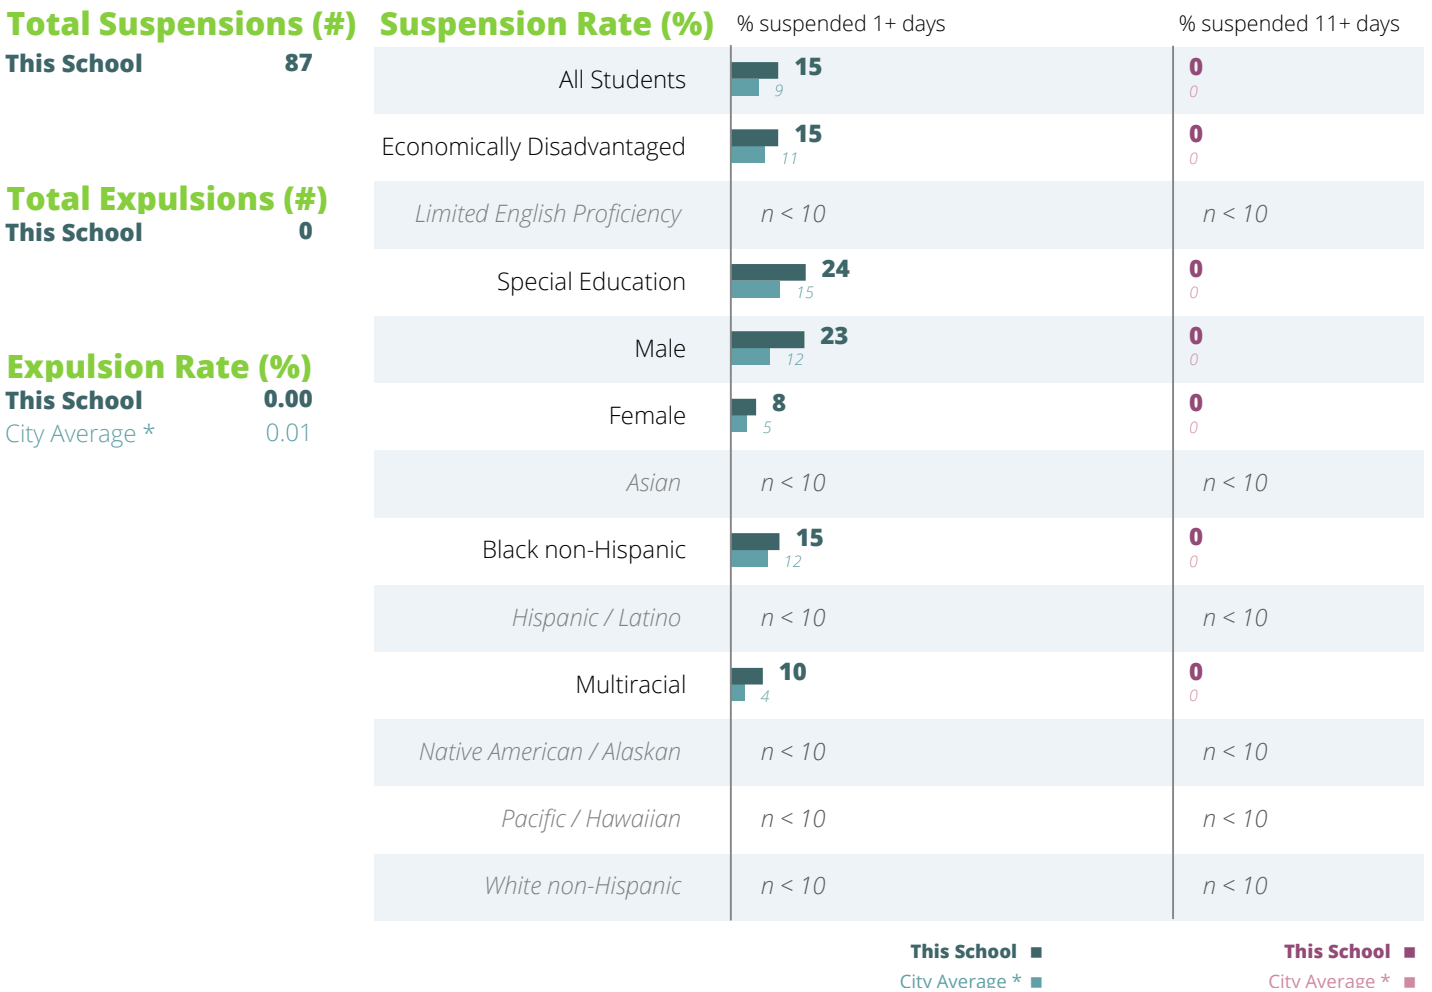 Total Suspensions (#)
This School 87
Total Expulsions (#)
This School 0
Expulsion Rate (%)
This School 0.00
City Average * 0.01
Suspension Rate (%) % suspended 1+ days % suspended 11+ days
All Students 15 0
9 0
Economically Disadvantaged 15 0
11 0
Limited English Proficiency n < 10 n < 10
Special Education 24 0
15 0
Male 23 0
12 0
Female 8 0
5 0
Asian n < 10 n < 10
Black non-Hispanic 15 0
12 0
Hispanic / Latino n < 10 n < 10
Multiracial 10 0
4 0
Native American / Alaskan n < 10 n < 10
Pacific / Hawaiian n < 10 n < 10
White non-Hispanic n < 10 n < 10
This School This School
City Average * City Average *